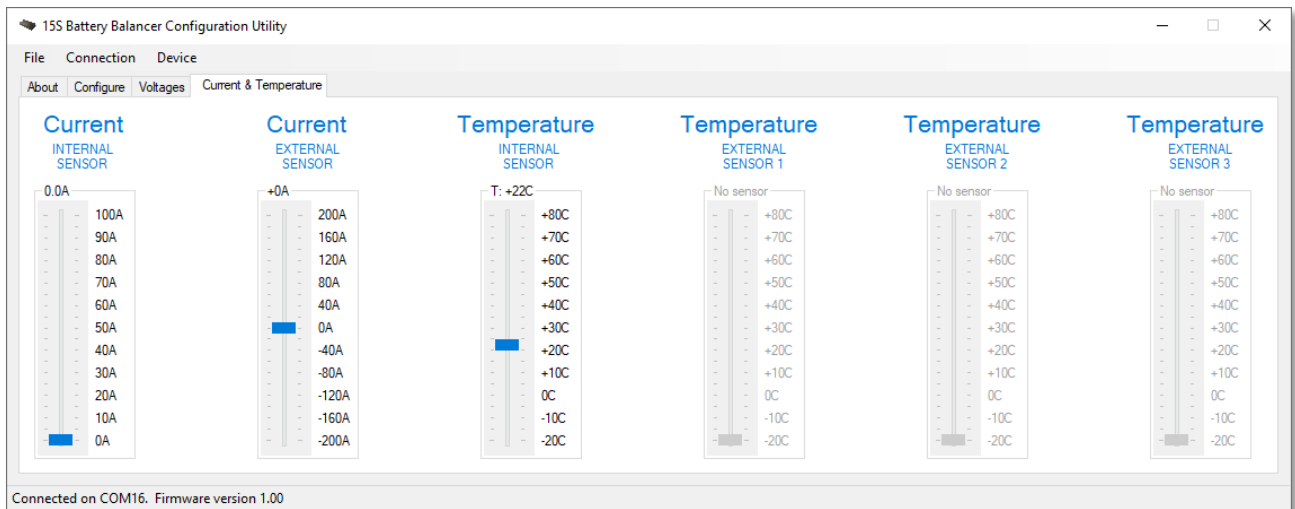 15S Battery Balancer Configuration Utility
File Connection Device
About Configure Voltages Current & Temperature
Current
INTERNAL
SENSOR
0.0A
100A
90A
80A
70A
60A
50A
40A
30A
20A
10A
0A
Current
EXTERNAL
SENSOR
+0A
200A
160A
120A
80A
40A
0A
-40A
-80A
-120A
-160A
-200A
Temperature
INTERNAL
SENSOR
T: +22C
+80C
+70C
+60C
+50C
+40C
+30C
+20C
+10C
0C
-10C
-20C
Temperature
EXTERNAL
SENSOR 1
No sensor
+80C
+70C
+60C
+50C
+40C
+30C
+20C
+10C
0C
-10C
-20C
Temperature
EXTERNAL
SENSOR 2
No sensor
+80C
+70C
+60C
+50C
+40C
+30C
+20C
+10C
0C
-10C
-20C
Temperature
EXTERNAL
SENSOR 3
No sensor
+80C
+70C
+60C
+50C
+40C
+30C
+20C
+10C
0C
-10C
-20C
Connected on COM16. Firmware version 1.00